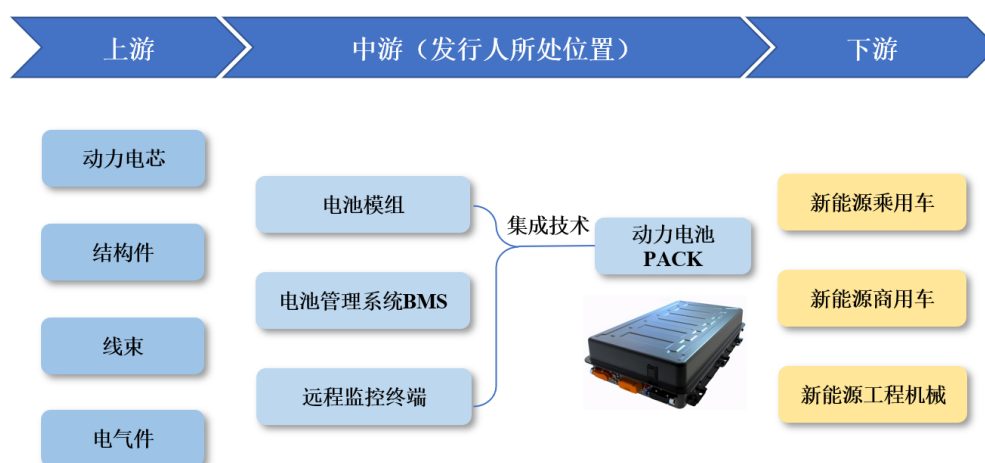 上游
中游（发行人所处位置）
下游
动力电芯
结构件
线束
电气件
电池模组
电池管理系统BMS
远程监控终端
集成技术
动力电池
PACK
新能源乘用车
新能源商用车
新能源工程机械